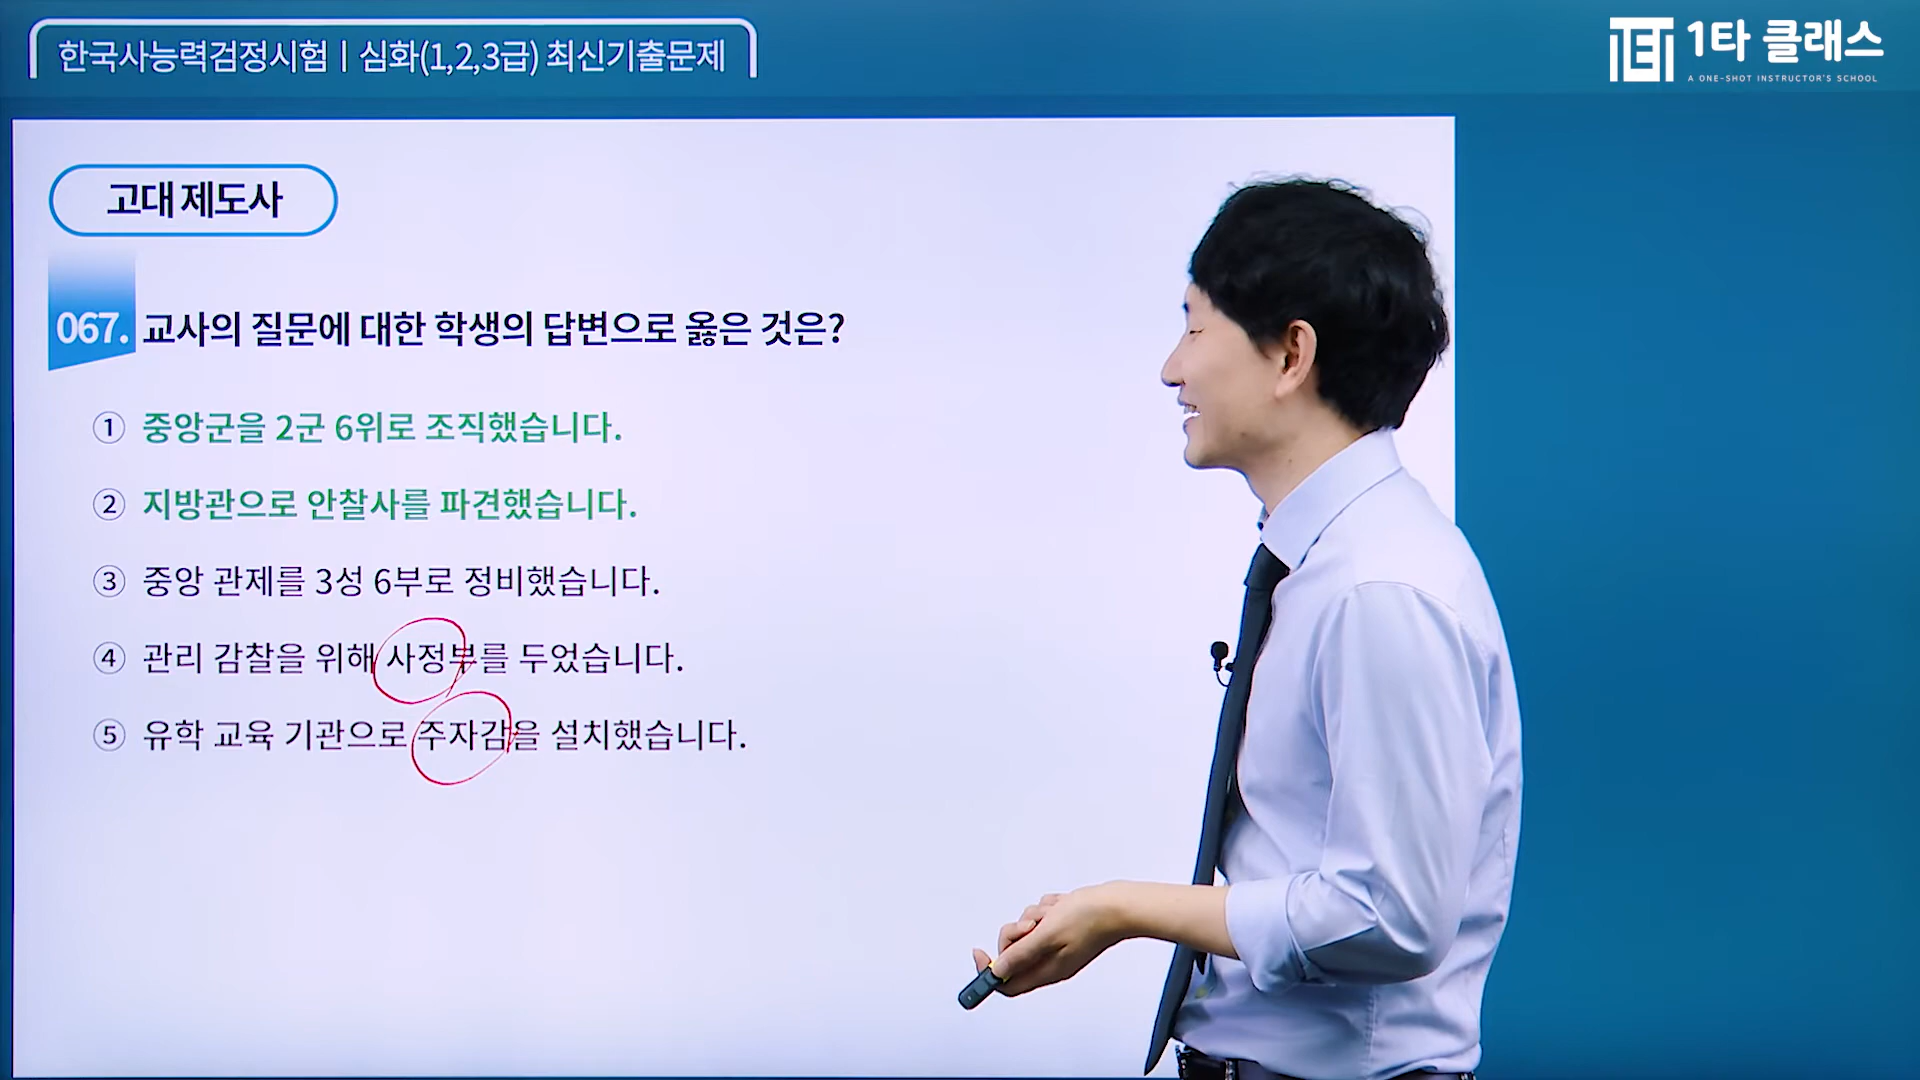 한국사능력검정시험ㅣ심화(1,2,3급) 최신기출문제
1타 클래스
A ONE-SHOT INSTRUCTOR'S SCHOOL
고대 제도사
067. 교사의 질문에 대한 학생의 답변으로 옳은 것은?
① 중앙군을 2군 6위로 조직했습니다.
② 지방관으로 안찰사를 파견했습니다.
③ 중앙 관제를 3성 6부로 정비했습니다.
④ 관리 감찰을 위해 사정부를 두었습니다.
⑤ 유학 교육 기관으로 주자감을 설치했습니다.